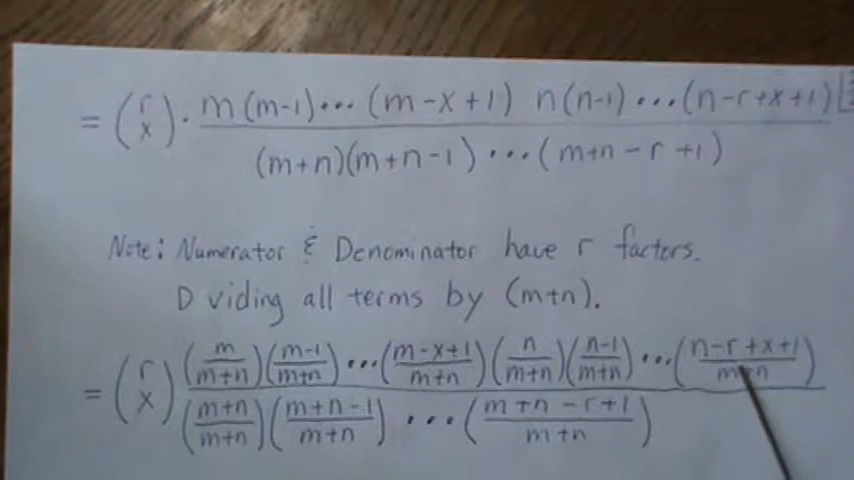 = (r x) · m(m-1)···(m-x+1) n(n-1)···(n-r+x+1)
(m+n)(m+n-1)···(m+n-r+1)
Note: Numerator & Denominator have r factors.
D viding all terms by (m+n).
= (r x) (m/m+n)(m-1/m+n)···(m-x+1/m+n)(n/m+n)(n-1/m+n)···(n-r+x+1/m+n)
(m+n/m+n)(m+n-1/m+n)···(m+n-r+1/m+n)